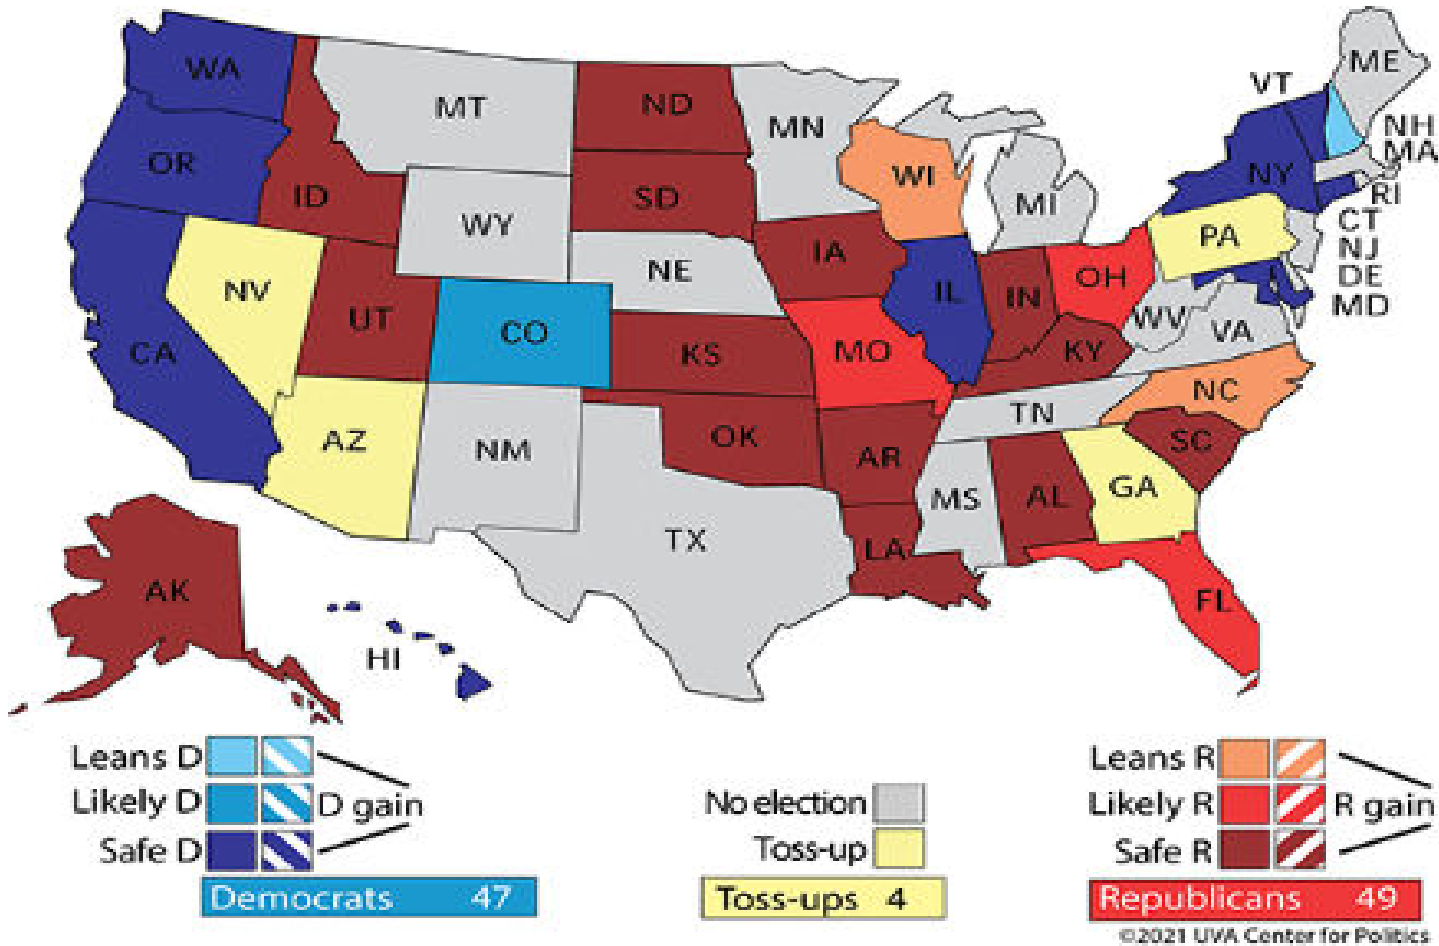 WA
MT
ND
MN
ME
VT
NH
MA
OR
ID
SD
WI
MI
NY
RI
CT
WY
PA
NJ
DE
NV
NE
IA
IL
IN
OH
MD
UT
CO
KS
MO
KY
WV
VA
CA
AZ
NM
OK
AR
TN
NC
SC
TX
LA
MS
AL
GA
FL
AK
HI
Leans D
Likely D
D gain
Safe D
Democrats 47
No election
Toss-up
Toss-ups 4
Leans R
Likely R
R gain
Safe R
Republicans 49
©2021 UVA Center for Politics